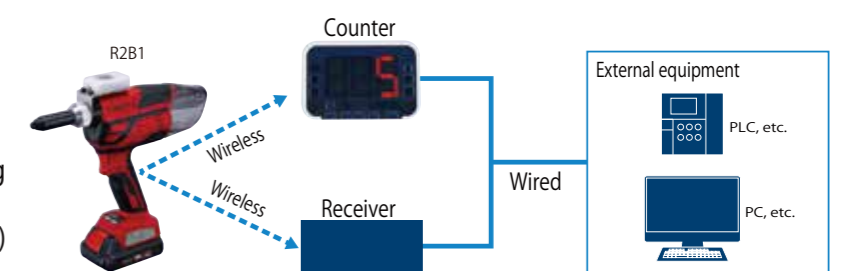 Counter
R2B1
5
External equipment
PLC, etc.
Wireless
g
Wireless
Wired
Receiver
PC, etc.
)